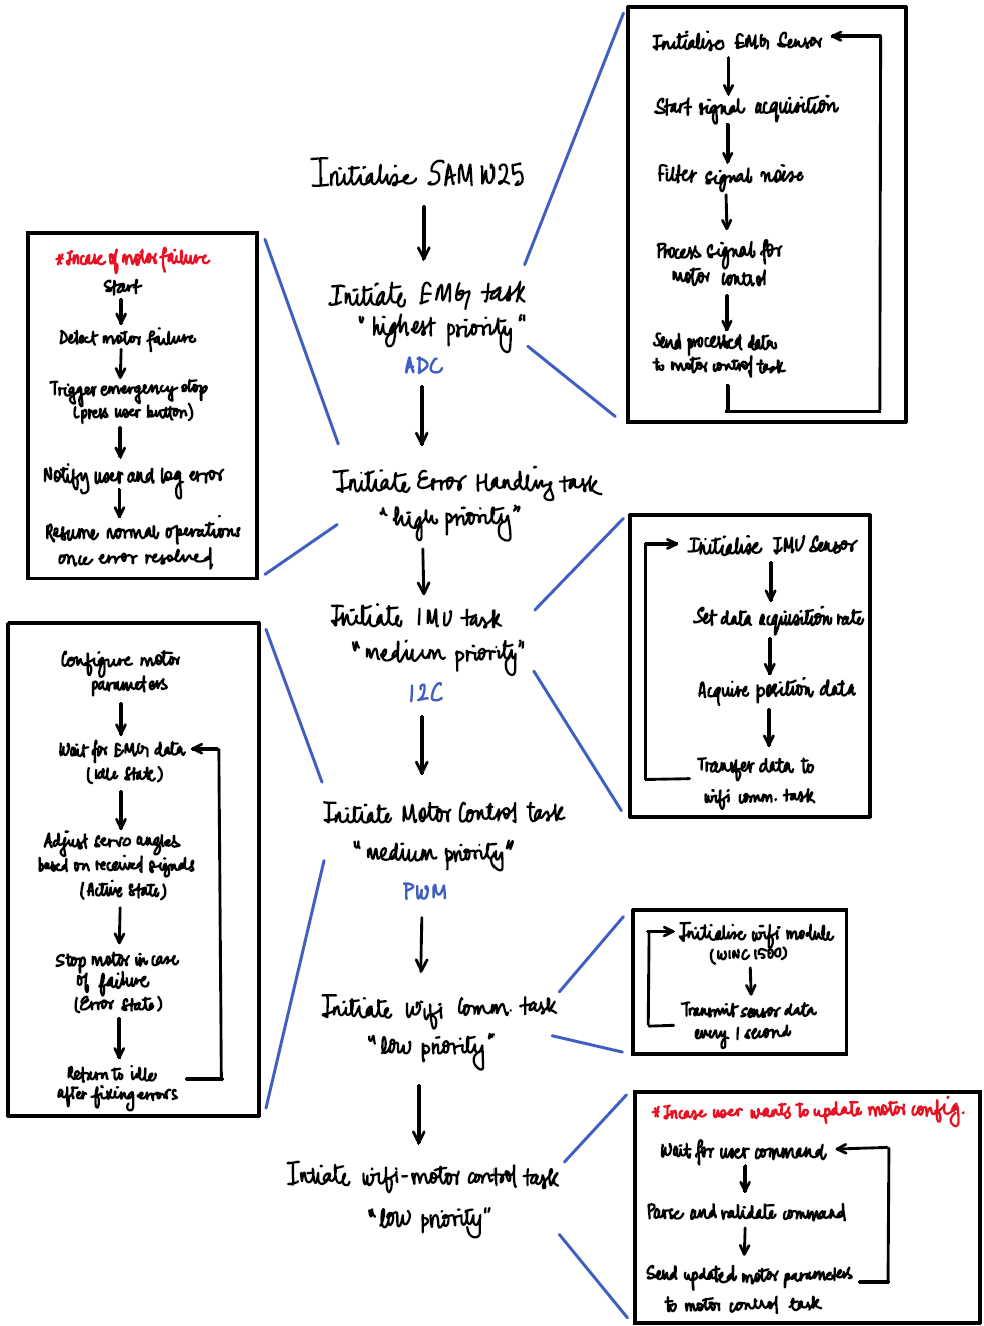 Initialise SAMW25
Initiate EMG task
"highest priority"
ADC
Initiate Error Handling task
"high priority"
Initiate IMU task
"medium priority"
I2C
Initiate Motor Control task
"medium priority"
PWM
Initiate Wifi Comm. task
"low priority"
Initiate wifi-motor control task
"low priority"
Initialise EMG Sensor
Start signal acquisition
Filter signal noise
Process signal for
motor control
Send processed data
to motor control task
*Incase of motor failure
Start
Detect motor failure
Trigger emergency stop
(press user button)
Notify user and log error
Resume normal operations
once error resolved
Initialise IMU Sensor
Set data acquisition rate
Acquire position data
Transfer data to
wifi comm. task
Configure motor
parameters
Wait for EMG data
(Idle State)
Adjust servo angles
based on received signals
(Active State)
Stop motor in case
of failure
(Error State)
Return to idle
after fixing errors
Initialise wifi module
(WINC1500)
Transmit sensor data
every 1 second
*Incase user wants to update motor config.
Wait for user command
Parse and validate command
Send updated motor parameters
to motor control task